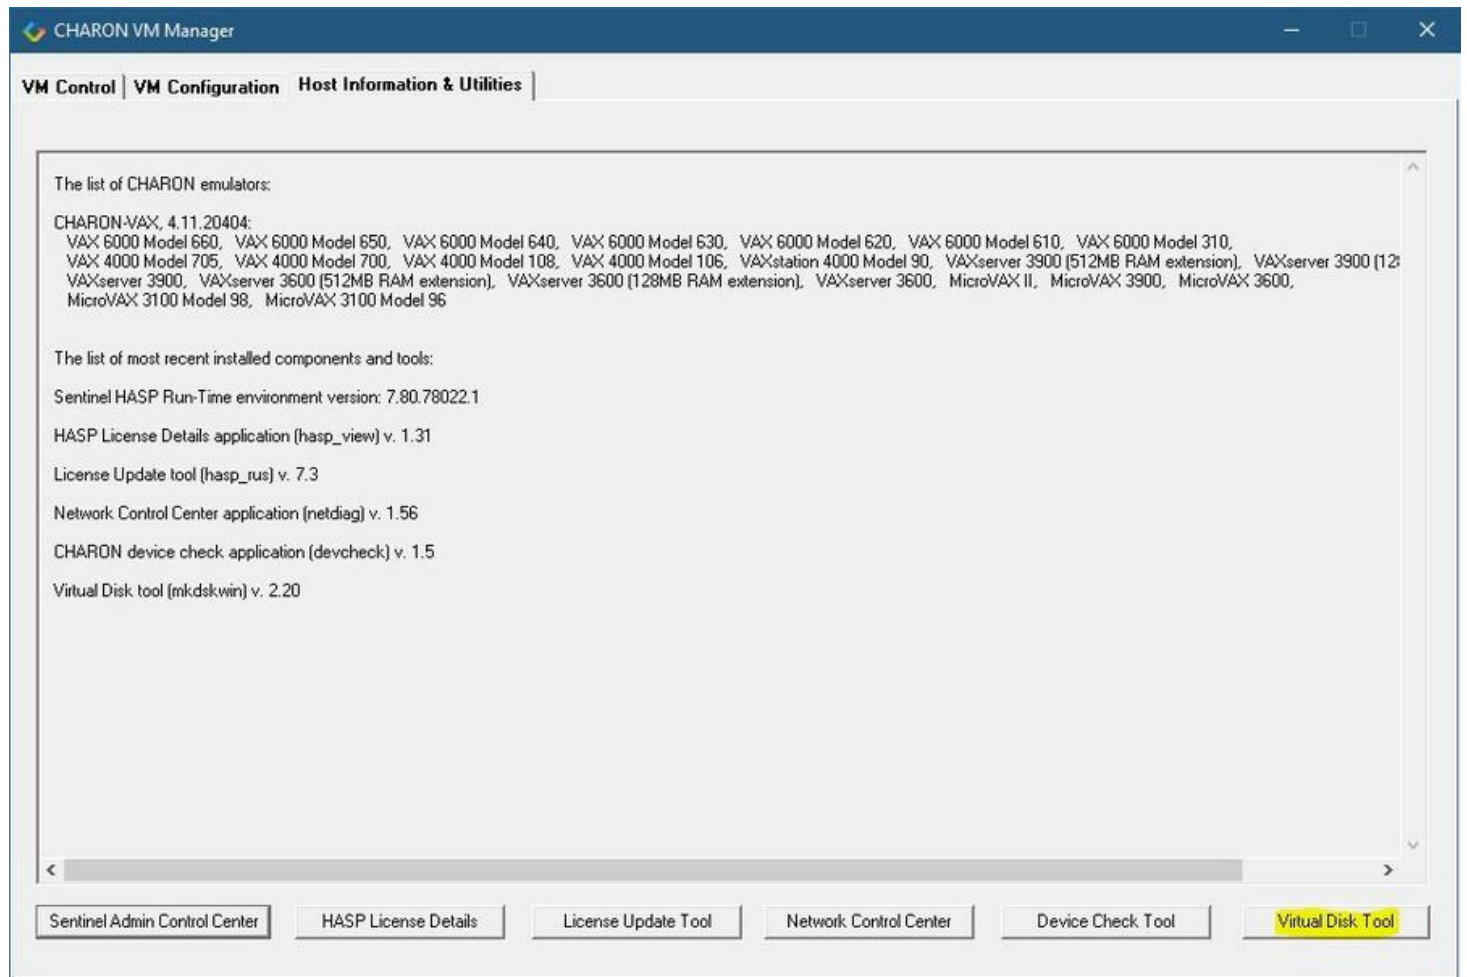 CHARON VM Manager
VM Control VM Configuration Host Information & Utilities
The list of CHARON emulators:
CHARON-VAX, 4.11.20404:
VAX 6000 Model 660, VAX 6000 Model 650, VAX 6000 Model 640, VAX 6000 Model 630, VAX 6000 Model 620, VAX 6000 Model 610, VAX 6000 Model 310,
VAX 4000 Model 705, VAX 4000 Model 700, VAX 4000 Model 108, VAX 4000 Model 106, VAXstation 4000 Model 90, VAXserver 3900 (512MB RAM extension), VAXserver 3900 (12
VAXserver 3900, VAXserver 3600 (512MB RAM extension), VAXserver 3600 (128MB RAM extension), VAXserver 3600, MicroVAX II, MicroVAX 3900, MicroVAX 3600,
MicroVAX 3100 Model 98, MicroVAX 3100 Model 96
The list of most recent installed components and tools:
Sentinel HASP Run-Time environment version: 7.80.78022.1
HASP License Details application (hasp_view) v. 1.31
License Update tool (hasp_rus) v. 7.3
Network Control Center application (netdiag) v. 1.56
CHARON device check application (devcheck) v. 1.5
Virtual Disk tool (mkdskwin) v. 2.20
Sentinel Admin Control Center HASP License Details License Update Tool Network Control Center Device Check Tool Virtual Disk Tool